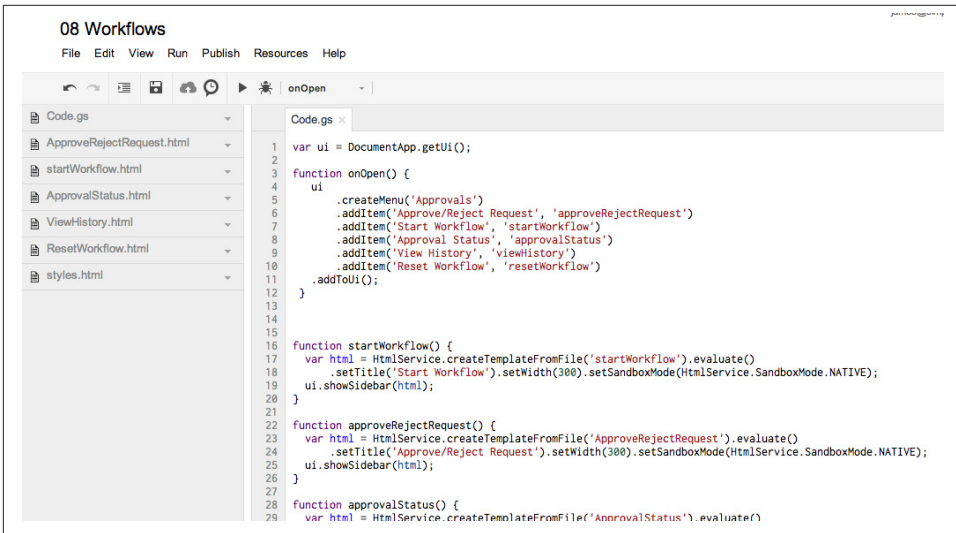 08 Workflows
File Edit View Run Publish Resources Help
onOpen
Code.gs
ApproveRejectRequest.html
startWorkflow.html
ApprovalStatus.html
ViewHistory.html
ResetWorkflow.html
styles.html
Code.gs ×
1 var ui = DocumentApp.getUi();
2
3 function onOpen() {
4 ui
5 .createMenu('Approvals')
6 .addItem('Approve/Reject Request', 'approveRejectRequest')
7 .addItem('Start Workflow', 'startWorkflow')
8 .addItem('Approval Status', 'approvalStatus')
9 .addItem('View History', 'viewHistory')
10 .addItem('Reset Workflow', 'resetWorkflow')
11 .addToUi();
12 }
13
14
15
16 function startWorkflow() {
17 var html = HtmlService.createTemplateFromFile('startWorkflow').evaluate()
18 .setTitle('Start Workflow').setWidth(300).setSandboxMode(HtmlService.SandboxMode.NATIVE);
19 ui.showSidebar(html);
20 }
21
22 function approveRejectRequest() {
23 var html = HtmlService.createTemplateFromFile('ApproveRejectRequest').evaluate()
24 .setTitle('Approve/Reject Request').setWidth(300).setSandboxMode(HtmlService.SandboxMode.NATIVE);
25 ui.showSidebar(html);
26 }
27
28 function approvalStatus() {
29 var html = HtmlService.createTemplateFromFile('ApprovalStatus').evaluate()